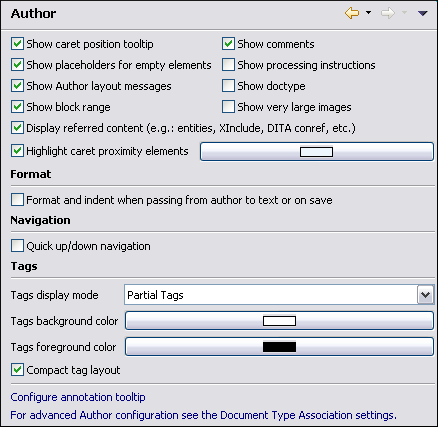 Author
Show caret position tooltip Show comments
Show placeholders for empty elements Show processing instructions
Show Author layout messages Show doctype
Show block range Show very large images
Display referred content (e.g.: entities, XInclude, DITA conref, etc.)
Highlight caret proximity elements
Format
Format and indent when passing from author to text or on save
Navigation
Quick up/down navigation
Tags
Tags display mode Partial Tags
Tags background color
Tags foreground color
Compact tag layout
Configure annotation tooltip
For advanced Author configuration see the Document Type Association settings.